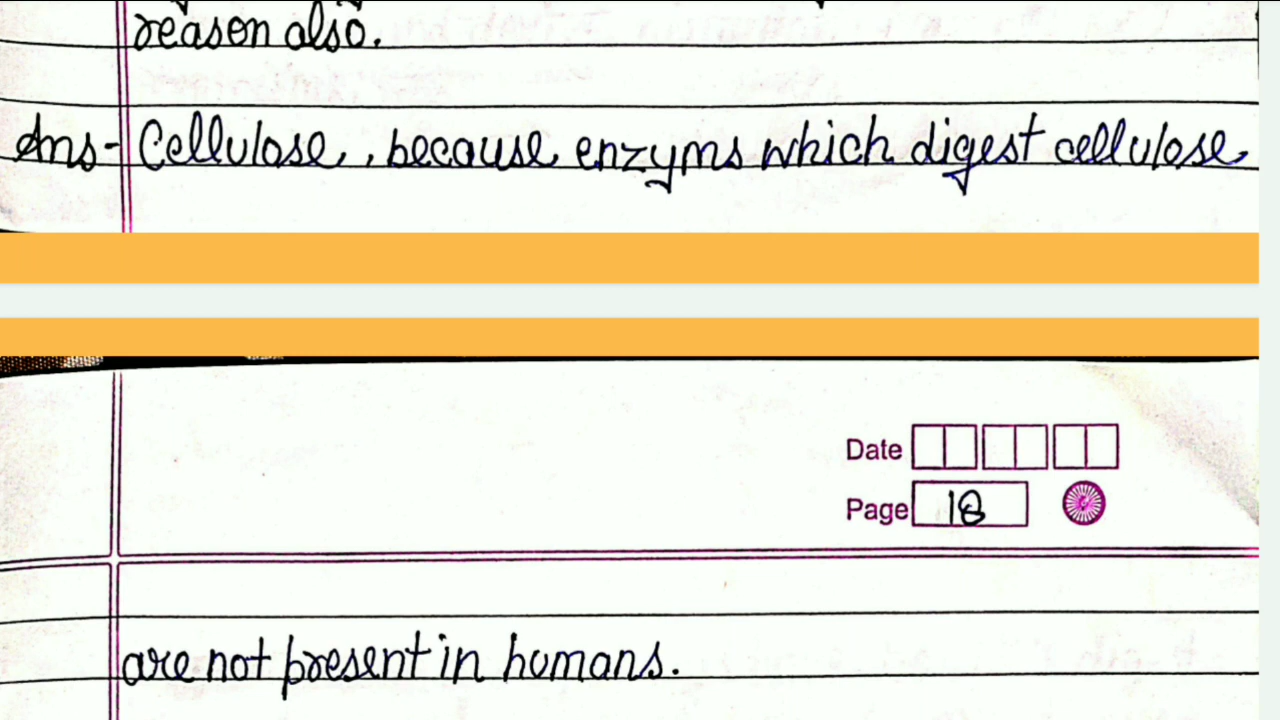 reason also.
Ans- Cellulose, because enzyms which digest cellulose
Date
Page 18
are not present in humans.